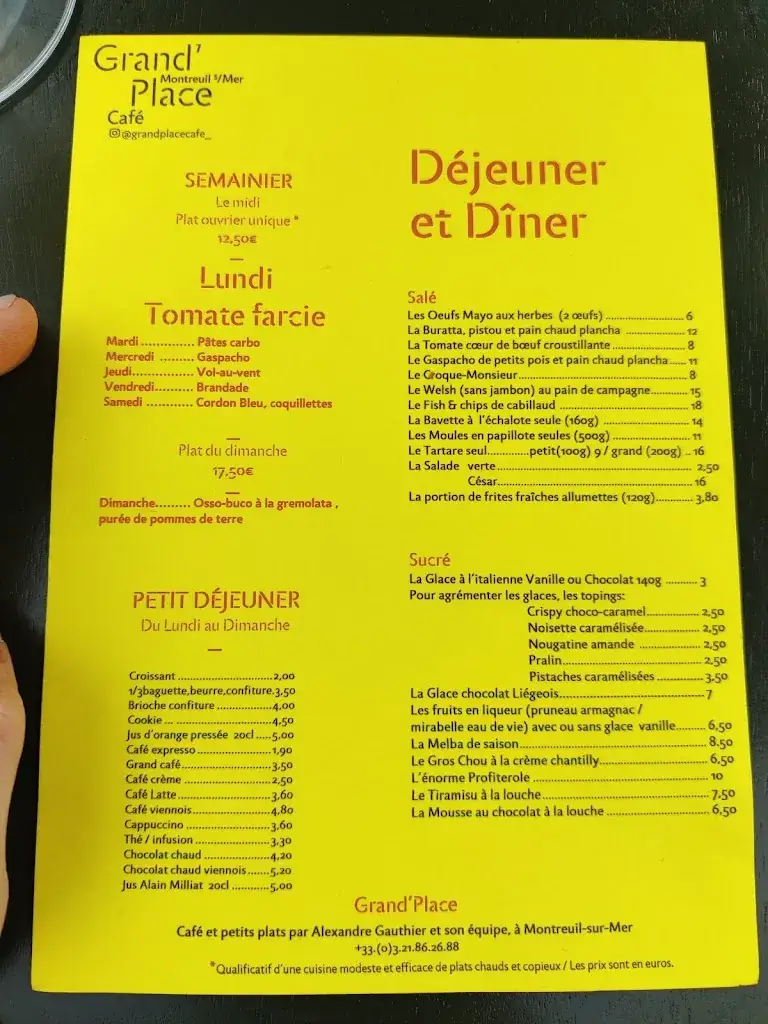 Grand'
Montreuil s/Mer
Place
Café
@grandplacecafe_
SEMAINIER
Le midi
Plat ouvrier unique *
12,50€
Lundi
Tomate farcie
Mardi ............. Pâtes carbo
Mercredi ......... Gaspacho
Jeudi................ Vol-au-vent
Vendredi.......... Brandade
Samedi ............ Cordon Bleu, coquillettes
Plat du dimanche
17,50€
Dimanche......... Osso-buco à la gremolata ,
purée de pommes de terre
PETIT DÉJEUNER
Du Lundi au Dimanche
Croissant ..............................2,00
1/3baguette,beurre,confiture.3,50
Brioche confiture ..............4,00
Cookie ... ........................4,50
Jus d'orange pressée 20cl .....5,00
Café expresso ...................1,90
Grand café.......................3,50
Café crème ......................2,50
Café Latte........................3,60
Café viennois....................4,80
Cappuccino .....................3,60
Thé / infusion ..................3,30
Chocolat chaud .................4,20
Chocolat chaud viennois......5,20
Jus Alain Milliat 20cl ...........5,00
Déjeuner
et Dîner
Salé
Les Oeufs Mayo aux herbes (2 œufs) ......................... 6
La Buratta, pistou et pain chaud plancha ................... 12
La Tomate cœur de bœuf croustillante ........................ 8
Le Gaspacho de petits pois et pain chaud plancha..... 11
Le Croque-Monsieur...................................................... 8
Le Welsh (sans jambon) au pain de campagne............ 15
Le Fish & chips de cabillaud ......................................... 18
La Bavette à l'échalote seule (160g) ............................ 14
Les Moules en papillote seules (500g) ......................... 11
Le Tartare seul.............petit(100g) 9 / grand (200g) .. 16
La Salade verte.............................................................. 2,50
César.............................................................. 16
La portion de frites fraîches allumettes (120g)............ 3,80
Sucré
La Glace à l'italienne Vanille ou Chocolat 140g .......... 3
Pour agrémenter les glaces, les topings:
Crispy choco-caramel................. 2,50
Noisette caramélisée.................. 2,50
Nougatine amande .................... 2,50
Pralin............................................ 2,50
Pistaches caramélisées ............... 3,50
La Glace chocolat Liégeois.............................................. 7
Les fruits en liqueur (pruneau armagnac /
mirabelle eau de vie) avec ou sans glace vanille.......... 6,50
La Melba de saison............................................................ 8.50
Le Gros Chou à la crème chantilly................................... 6,50
L'énorme Profiterole ......................................................... 10
Le Tiramisu à la louche...................................................... 7,50
La Mousse au chocolat à la louche ................................. 6,50
Grand'Place
Café et petits plats par Alexandre Gauthier et son équipe, à Montreuil-sur-Mer
+33.(0)3.21.86.26.88
*Qualificatif d'une cuisine modeste et efficace de plats chauds et copieux / Les prix sont en euros.